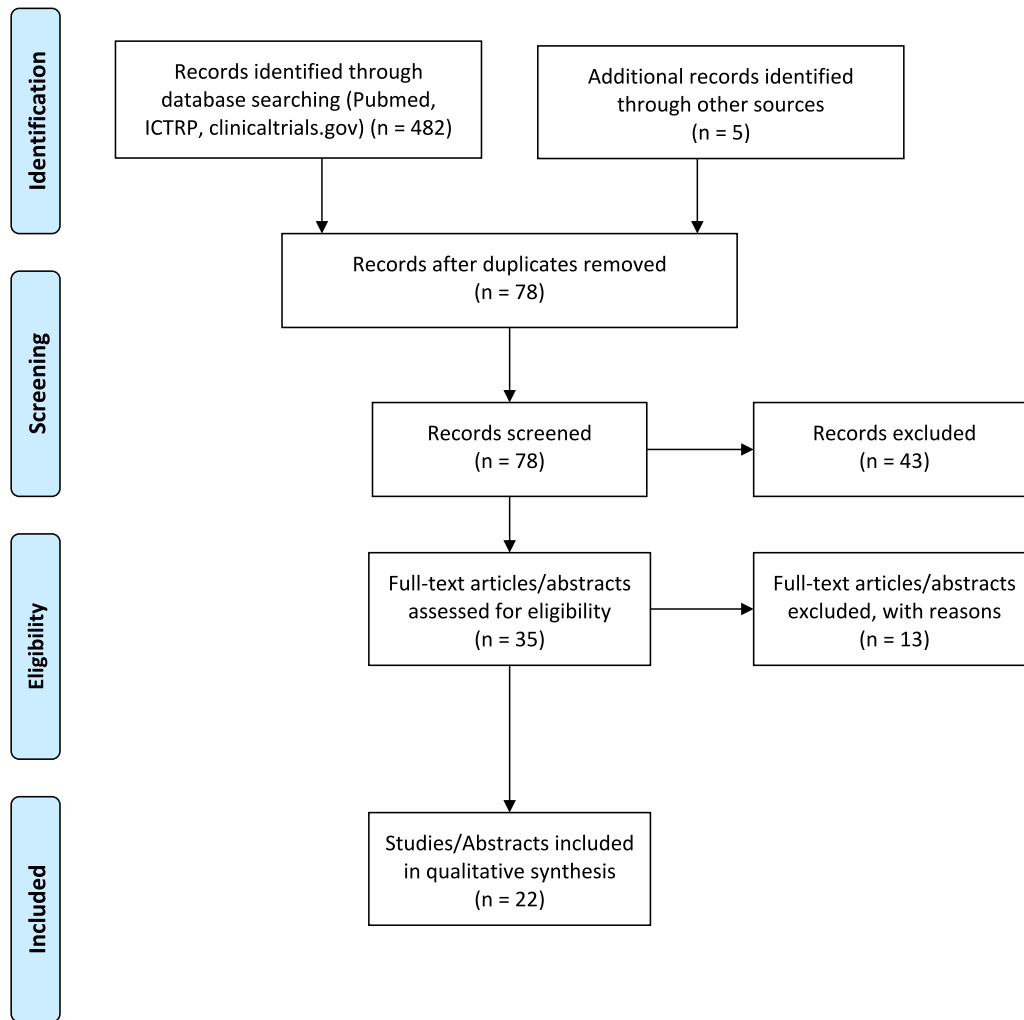 Identification
Records identified through
database searching (Pubmed,
ICTRP, clinicaltrials.gov) (n = 482)
Additional records identified
through other sources
(n = 5)
Records after duplicates removed
(n = 78)
Screening
Records screened
(n = 78)
Records excluded
(n = 43)
Eligibility
Full-text articles/abstracts
assessed for eligibility
(n = 35)
Full-text articles/abstracts
excluded, with reasons
(n = 13)
Included
Studies/Abstracts included
in qualitative synthesis
(n = 22)